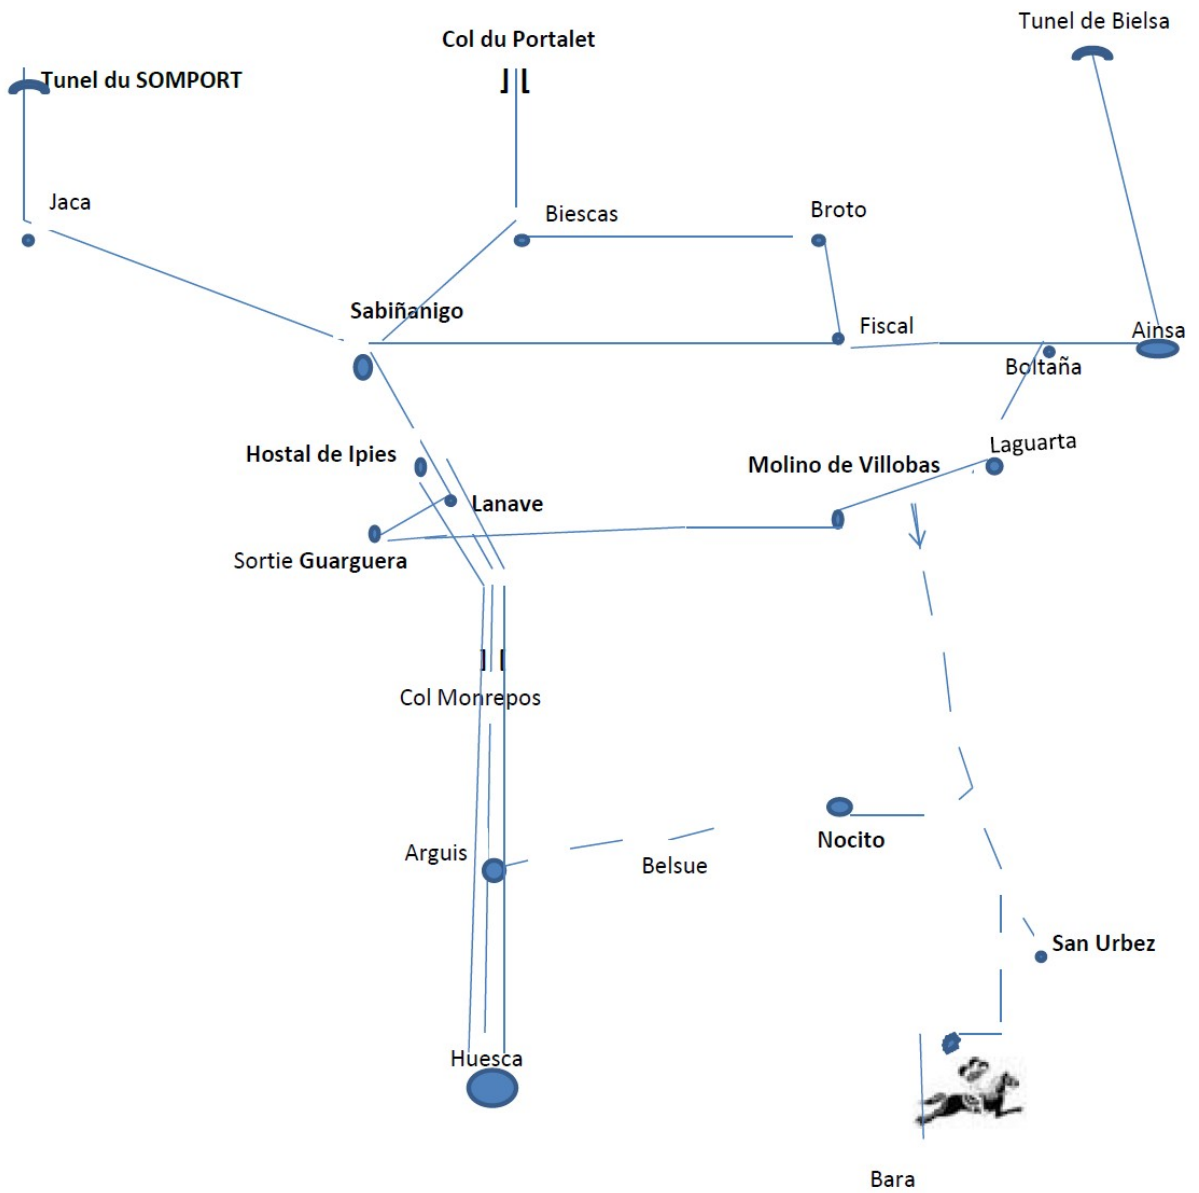 Tunel de Bielsa
Col du Portalet
Tunel du SOMPORT
Jaca
Biescas
Broto
Sabiñanigo
Fiscal
Ainsa
Boltaña
Hostal de Ipies
Molino de Villobas
Laguarta
Lanave
Sortie Guarguera
Col Monrepos
Nocito
Arguis
Belsue
San Urbez
Huesca
Bara